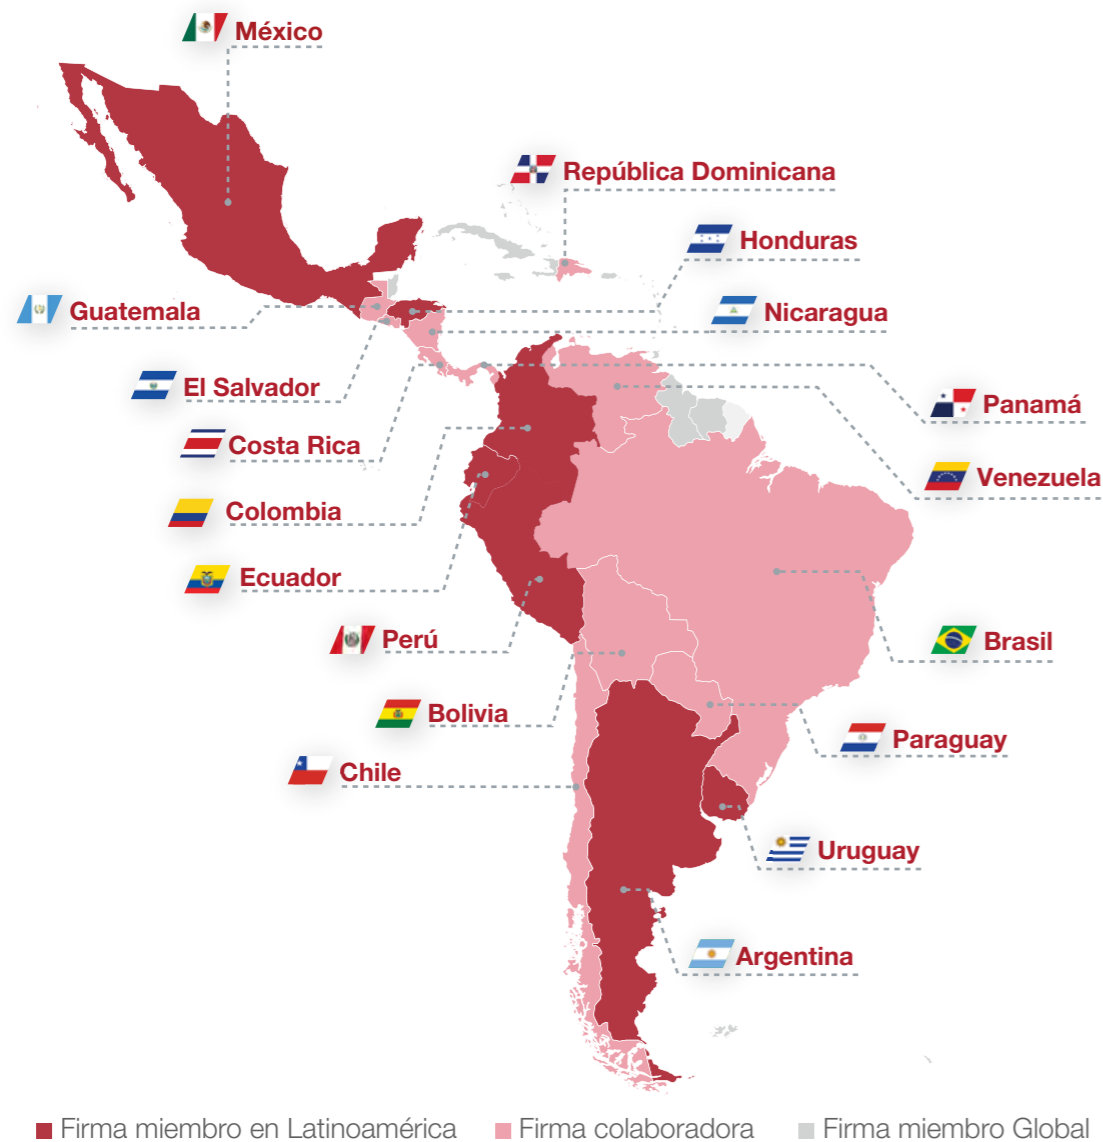 México
República Dominicana
Honduras
Guatemala
Nicaragua
El Salvador
Panamá
Costa Rica
Venezuela
Colombia
Ecuador
Perú
Brasil
Bolivia
Paraguay
Chile
Uruguay
Argentina
Firma miembro en Latinoamérica
Firma colaboradora
Firma miembro Global